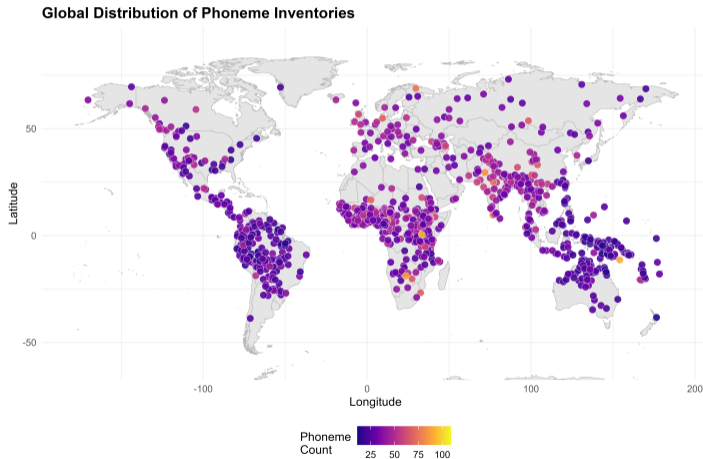 Global Distribution of Phoneme Inventories
50
0
-50
Latitude
-100 0 100 200
Longitude
Phoneme
Count
25 50 75 100